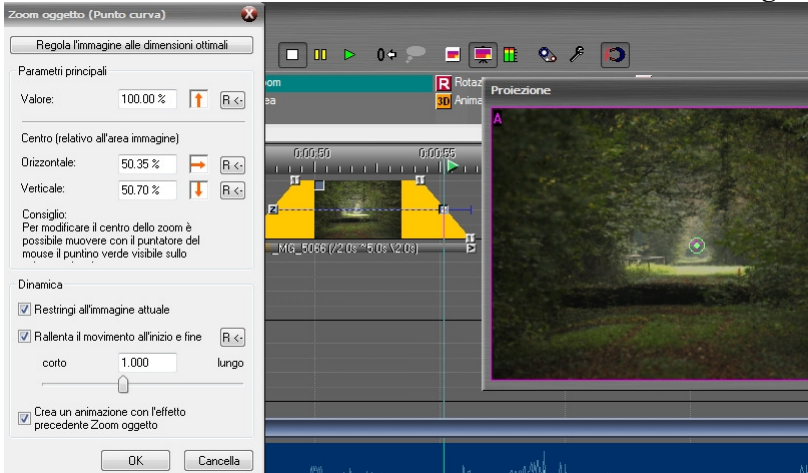 Zoom oggetto (Punto curva)
Regola l'immagine alle dimensioni ottimali
Parametri principali
Valore: 100.00 % R <-
Centro (relativo all'area immagine)
Orizzontale: 50.35 % R <-
Verticale: 50.70 % R <-
Consiglio:
Per modificare il centro dello zoom è
possibile muovere con il puntatore del
mouse il puntino verde visibile sullo
Dinamica
Restringi all'immagine attuale
Rallenta il movimento all'inizio e fine R <-
corto 1.000 lungo
Crea un animazione con l'effetto
precedente Zoom oggetto
OK Cancella
oom R Rotaz
ea 3D Anima
0:00:50 0:00:55
_MG_5066 (/2.0s ~5.0s \2.0s)
Proiezione
A